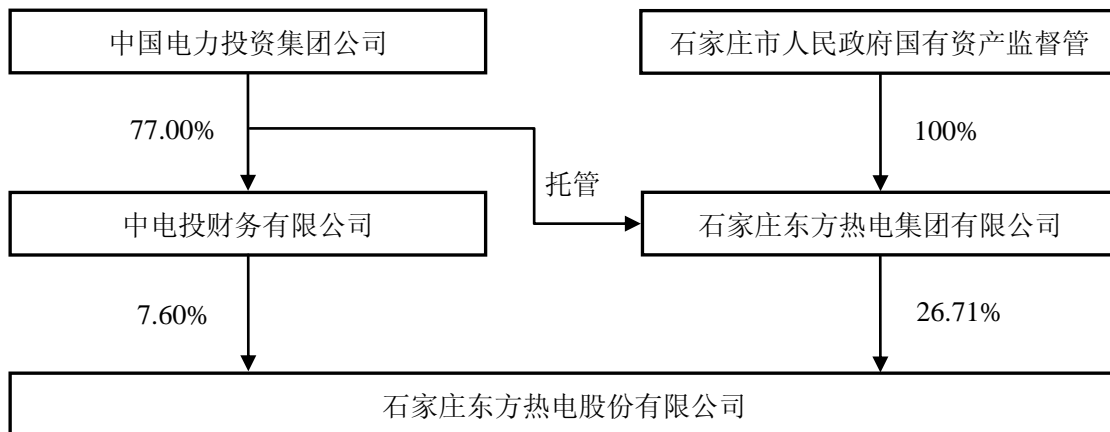 中国电力投资集团公司
石家庄市人民政府国有资产监督管
77.00%
100%
托管
中电投财务有限公司
石家庄东方热电集团有限公司
7.60%
26.71%
石家庄东方热电股份有限公司